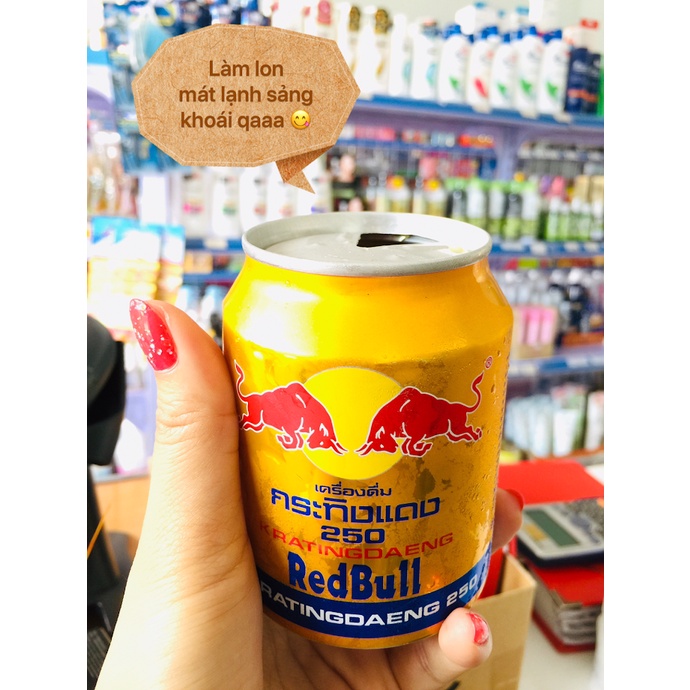 Làm lon
mát lạnh sảng
khoái qaaa 😋
®
เครื่องดื่ม
กระทิงแดง
250
KRATINGDAENG
RedBull
RATINGDAENG 250